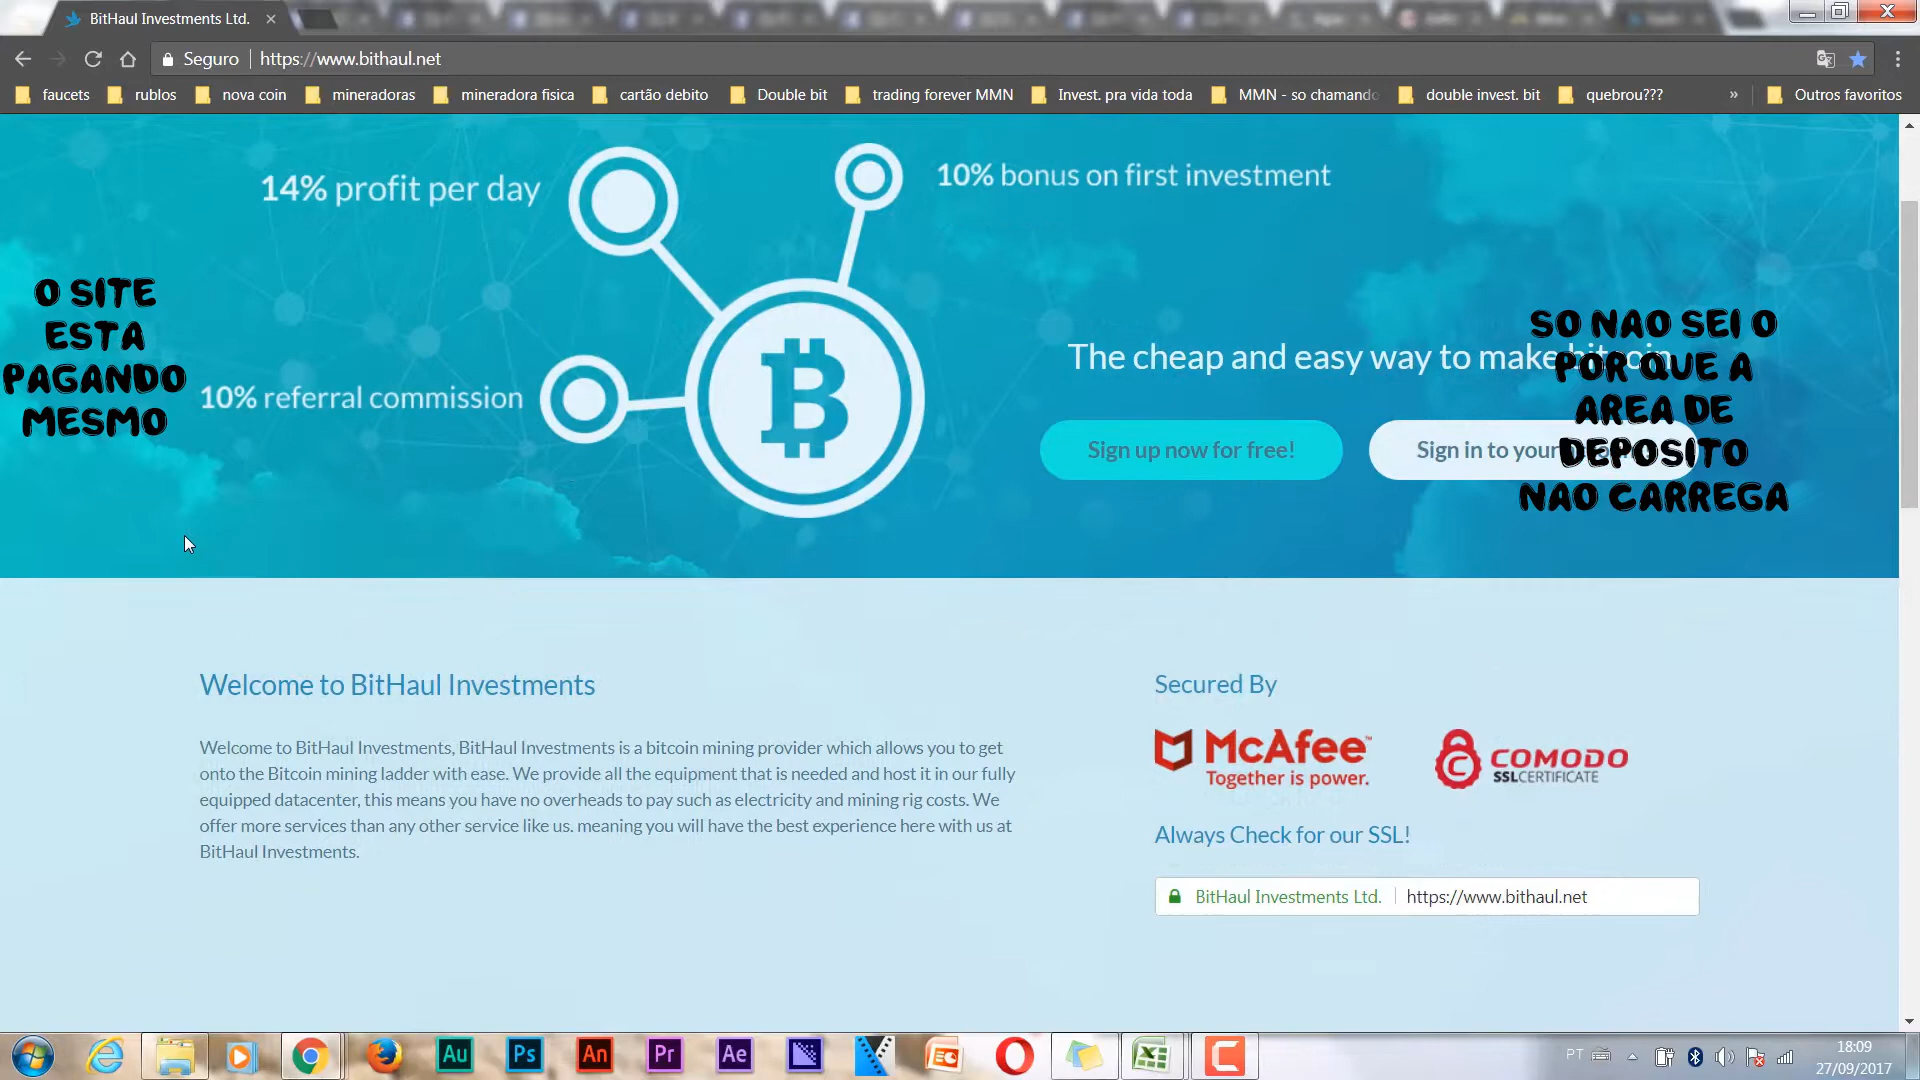 BitHaul Investments Ltd.
Seguro
https://www.bithaul.net
faucets
rublos
nova coin
mineradoras
mineradora fisica
cartão debito
Double bit
trading forever MMN
Invest. pra vida toda
MMN - so chamando
double invest. bit
quebrou???
»
Outros favoritos
14% profit per day
10% bonus on first investment
10% referral commission
O SITE
ESTA
PAGANDO
MESMO
The cheap and easy way to make bitcoin
Sign up now for free!
Sign in to your
SO NAO SEI O
POR QUE A
AREA DE
DEPOSITO
NAO CARREGA
Welcome to BitHaul Investments
Welcome to BitHaul Investments, BitHaul Investments is a bitcoin mining provider which allows you to get
onto the Bitcoin mining ladder with ease. We provide all the equipment that is needed and host it in our fully
equipped datacenter, this means you have no overheads to pay such as electricity and mining rig costs. We
offer more services than any other service like us. meaning you will have the best experience here with us at
BitHaul Investments.
Secured By
McAfee™
Together is power.
COMODO
SSL CERTIFICATE
Always Check for our SSL!
BitHaul Investments Ltd.
https://www.bithaul.net
Au
Ps
An
Pr
Ae
PT
18:09
27/09/2017